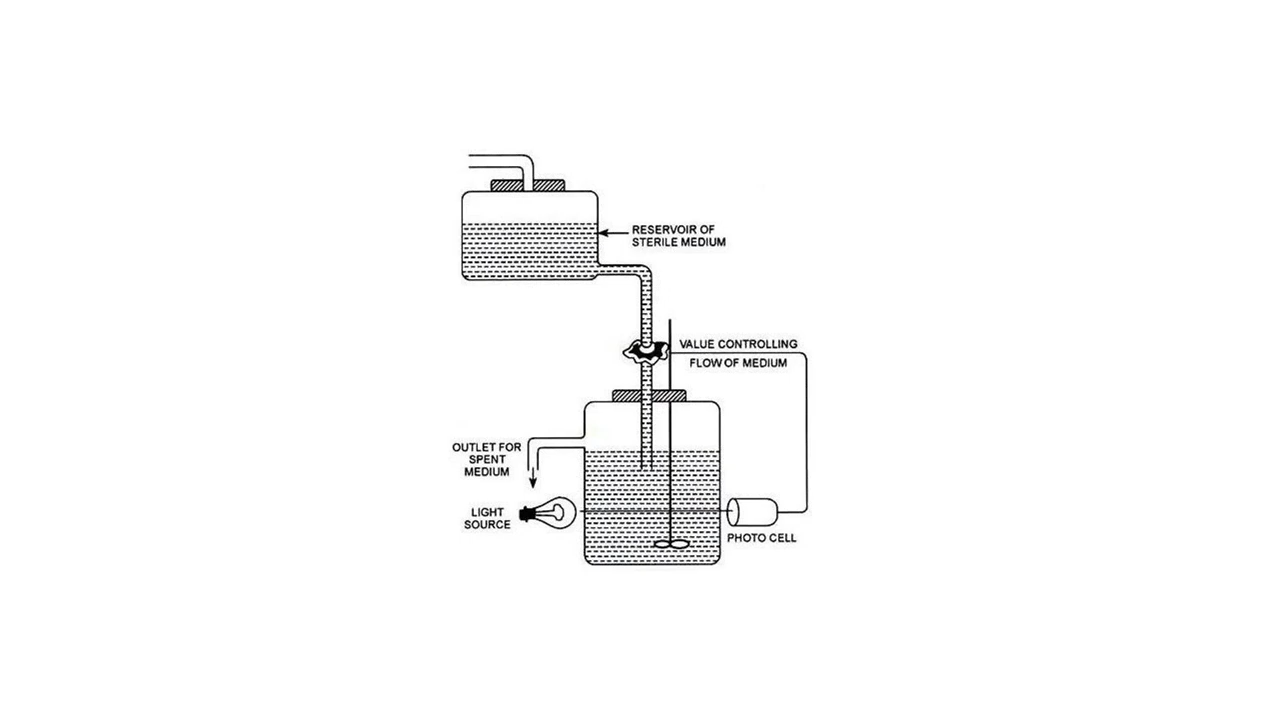 RESERVOIR OF
STERILE MEDIUM
VALUE CONTROLLING
FLOW OF MEDIUM
OUTLET FOR
SPENT
MEDIUM
LIGHT
SOURCE
PHOTO CELL